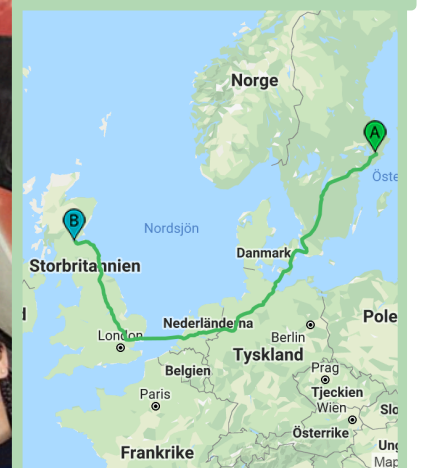 Norge
A
Öste
B
Nordsjön
Danmark
Storbritannien
Nederländerna
London
Berlin
Pole
Tyskland
Belgien
Prag
Tjeckien
Paris
Wien
Slo
Österrike
Frankrike
Ung
Map